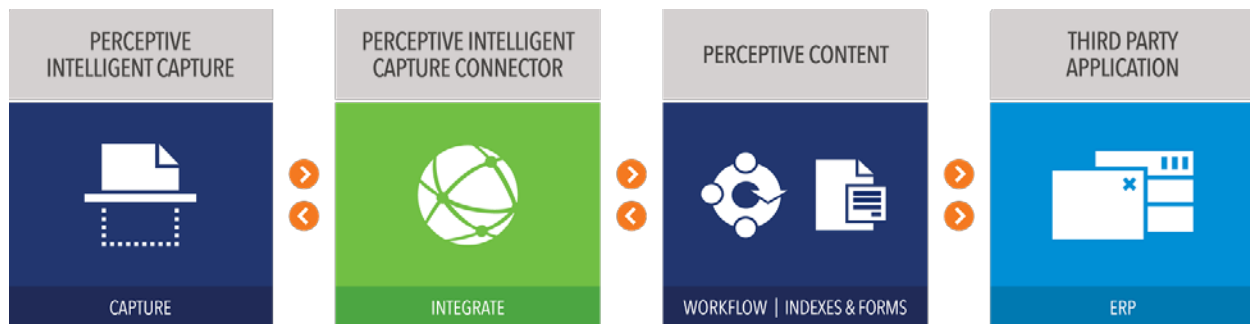 PERCEPTIVE
INTELLIGENT CAPTURE
CAPTURE
PERCEPTIVE INTELLIGENT
CAPTURE CONNECTOR
INTEGRATE
PERCEPTIVE CONTENT
WORKFLOW | INDEXES & FORMS
THIRD PARTY
APPLICATION
ERP